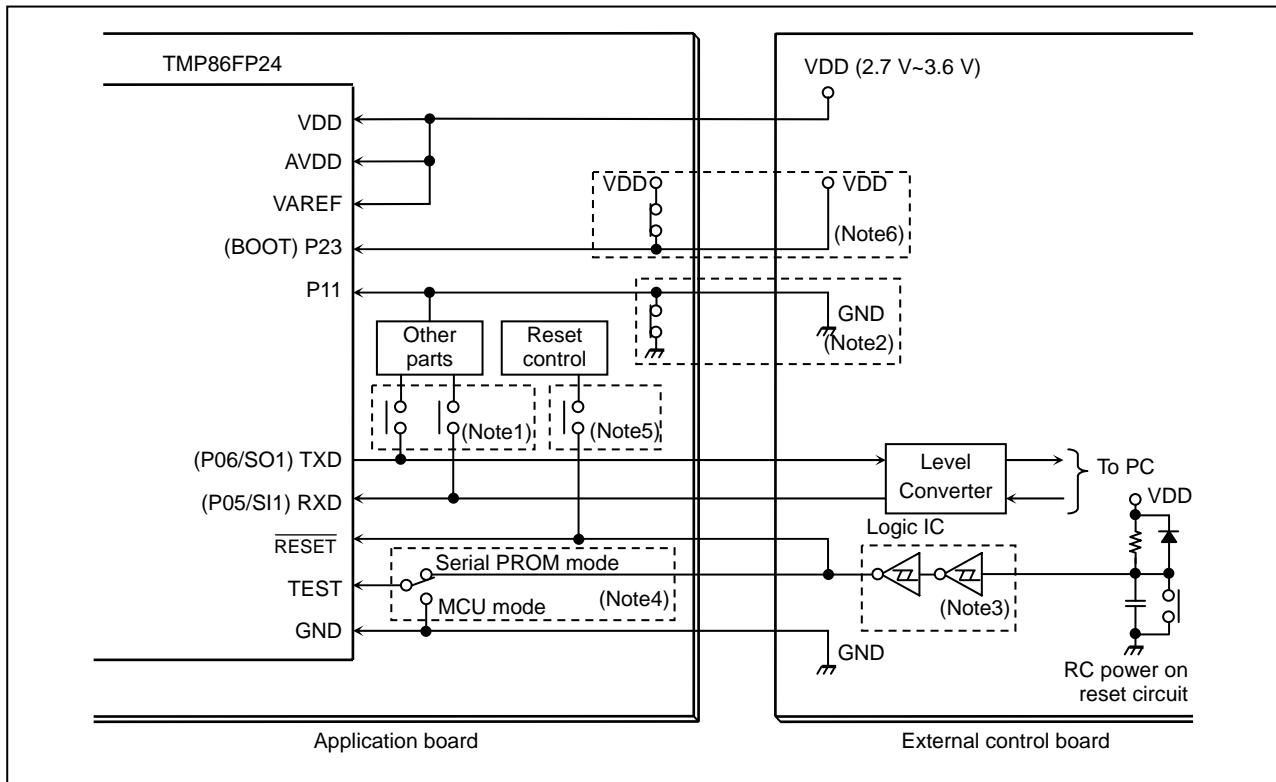 TMP86FP24
VDD (2.7 V~3.6 V)
VDD
AVDD
VAREF
VDD
VDD
(BOOT) P23
(Note6)
P11
GND
(Note2)
Other
parts
Reset
control
(Note1)
(Note5)
(P06/SO1) TXD
Level
Converter
To PC
(P05/SI1) RXD
VDD
Logic IC
RESET
Serial PROM mode
TEST
MCU mode
(Note4)
(Note3)
GND
GND
RC power on
reset circuit
Application board
External control board